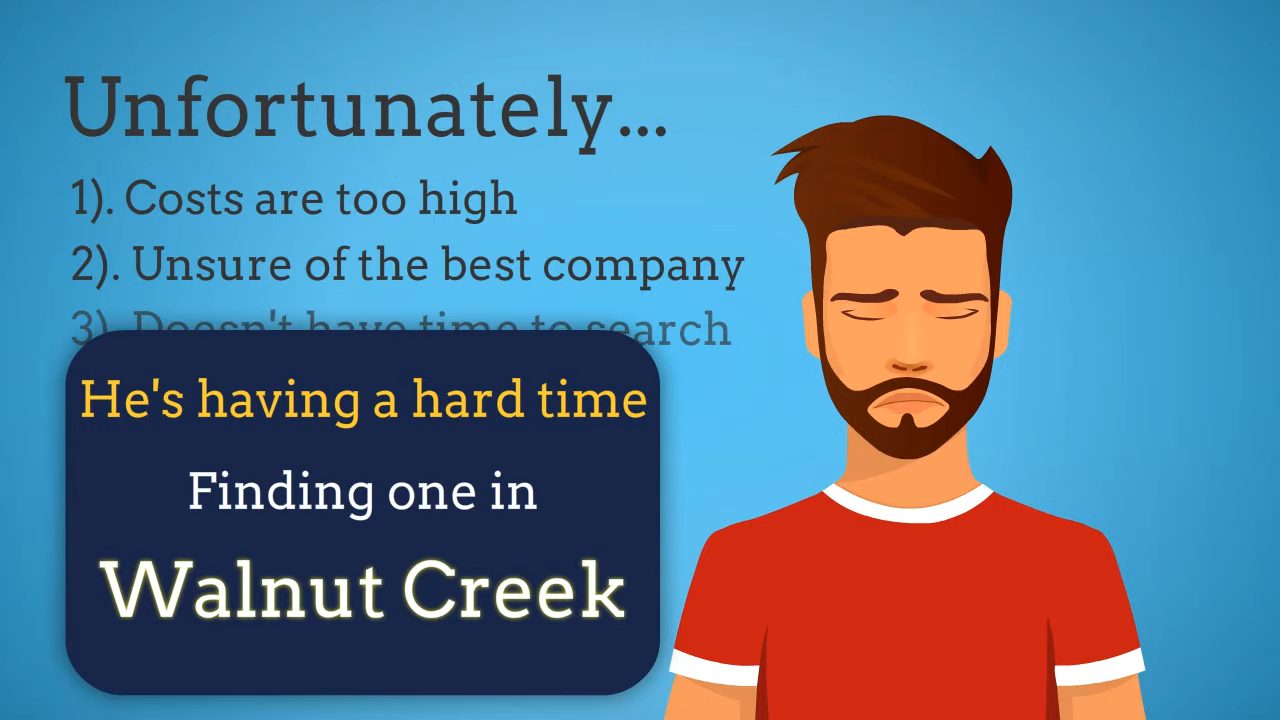 Unfortunately...
1). Costs are too high
2). Unsure of the best company
3). Doesn't have time to search
He's having a hard time
Finding one in
Walnut Creek